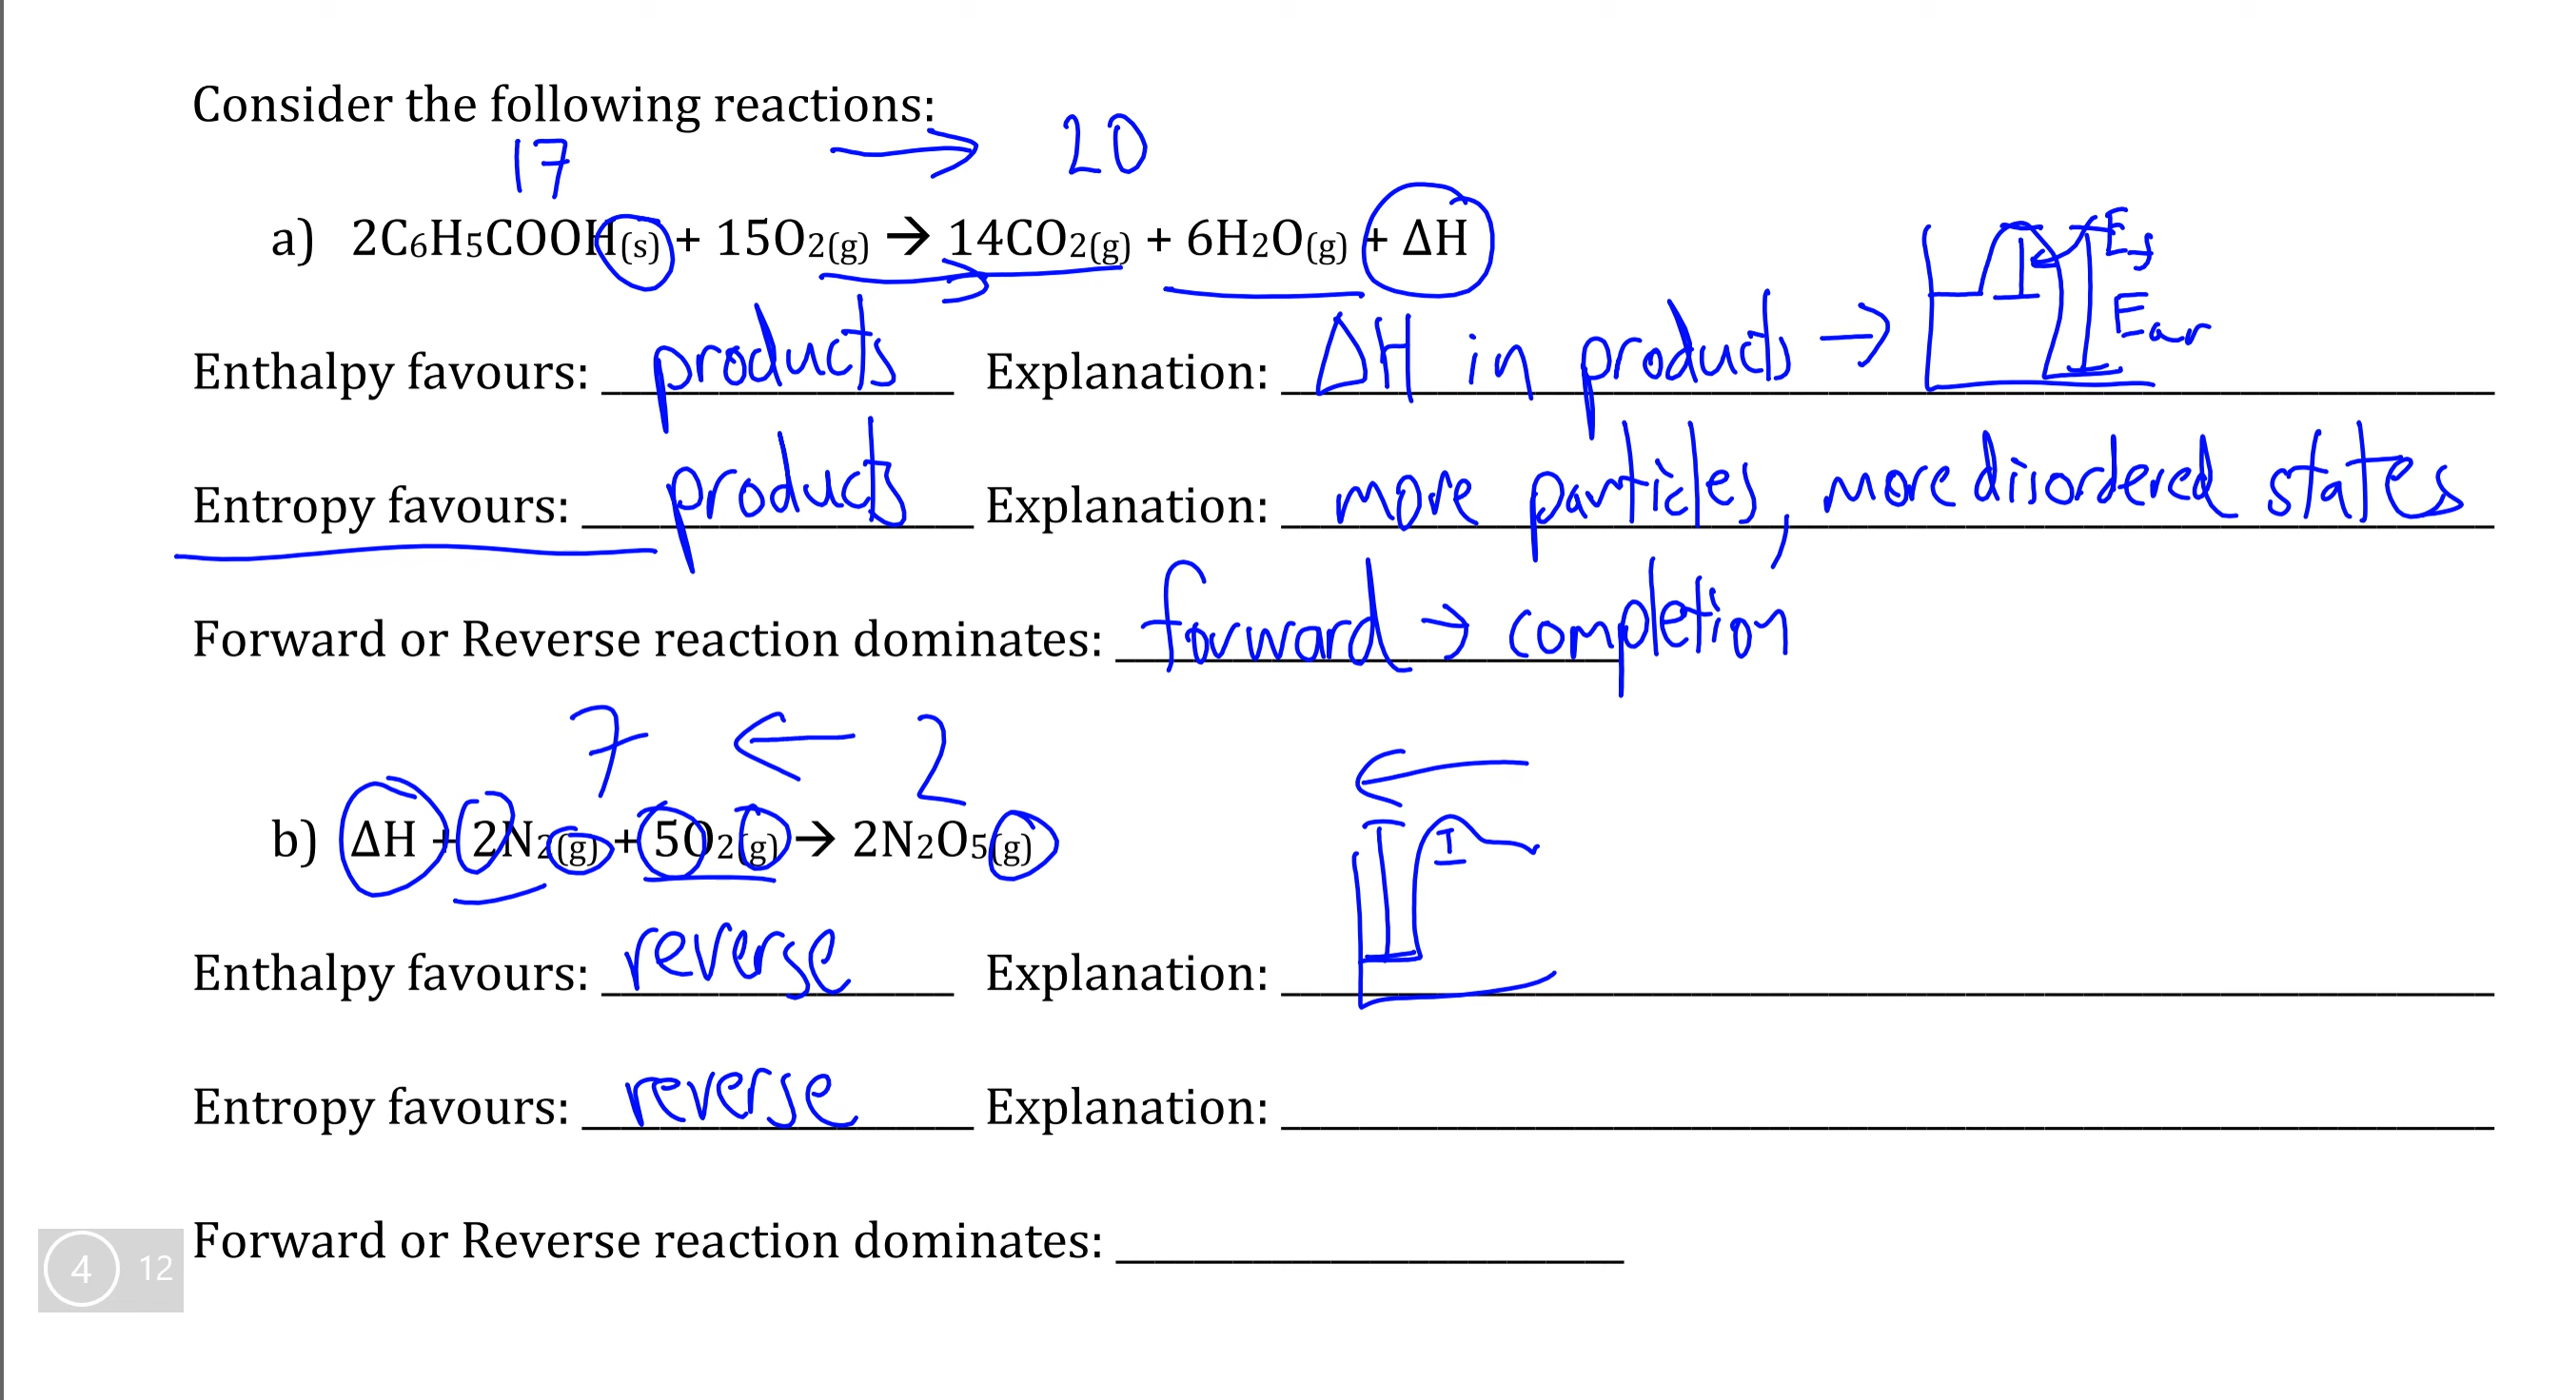 Consider the following reactions:
17 → 20
a) 2C6H5COOH(s) + 15O2(g) → 14CO2(g) + 6H2O(g) + ΔH
Enthalpy favours: products Explanation: ΔH in products →
Ear
Entropy favours: products Explanation: more particles, more disordered states
Forward or Reverse reaction dominates: forward → completion
7 ← 2
b) ΔH + 2N2(g) + 5O2(g) → 2N2O5(g)
Enthalpy favours: reverse Explanation:
Entropy favours: reverse Explanation:
Forward or Reverse reaction dominates:
4 12